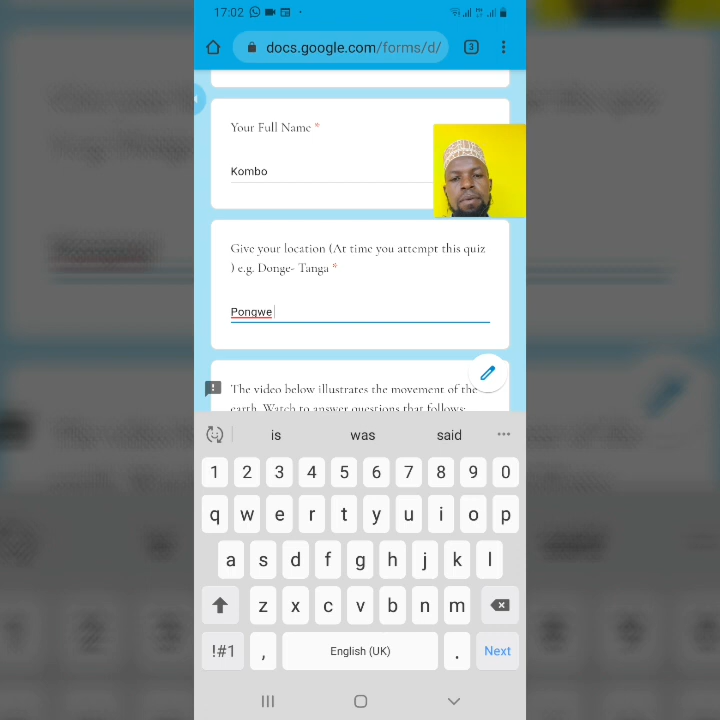 17:02
docs.google.com/forms/d/
3
Your Full Name *
Kombo
Give your location (At time you attempt this quiz
) e.g. Donge- Tanga *
Pongwe
The video below illustrates the movement of the
earth. Watch to answer questions that follows:
is was said
1 2 3 4 5 6 7 8 9 0
q w e r t y u i o p
a s d f g h j k l
z x c v b n m
!#1 , English (UK) . Next